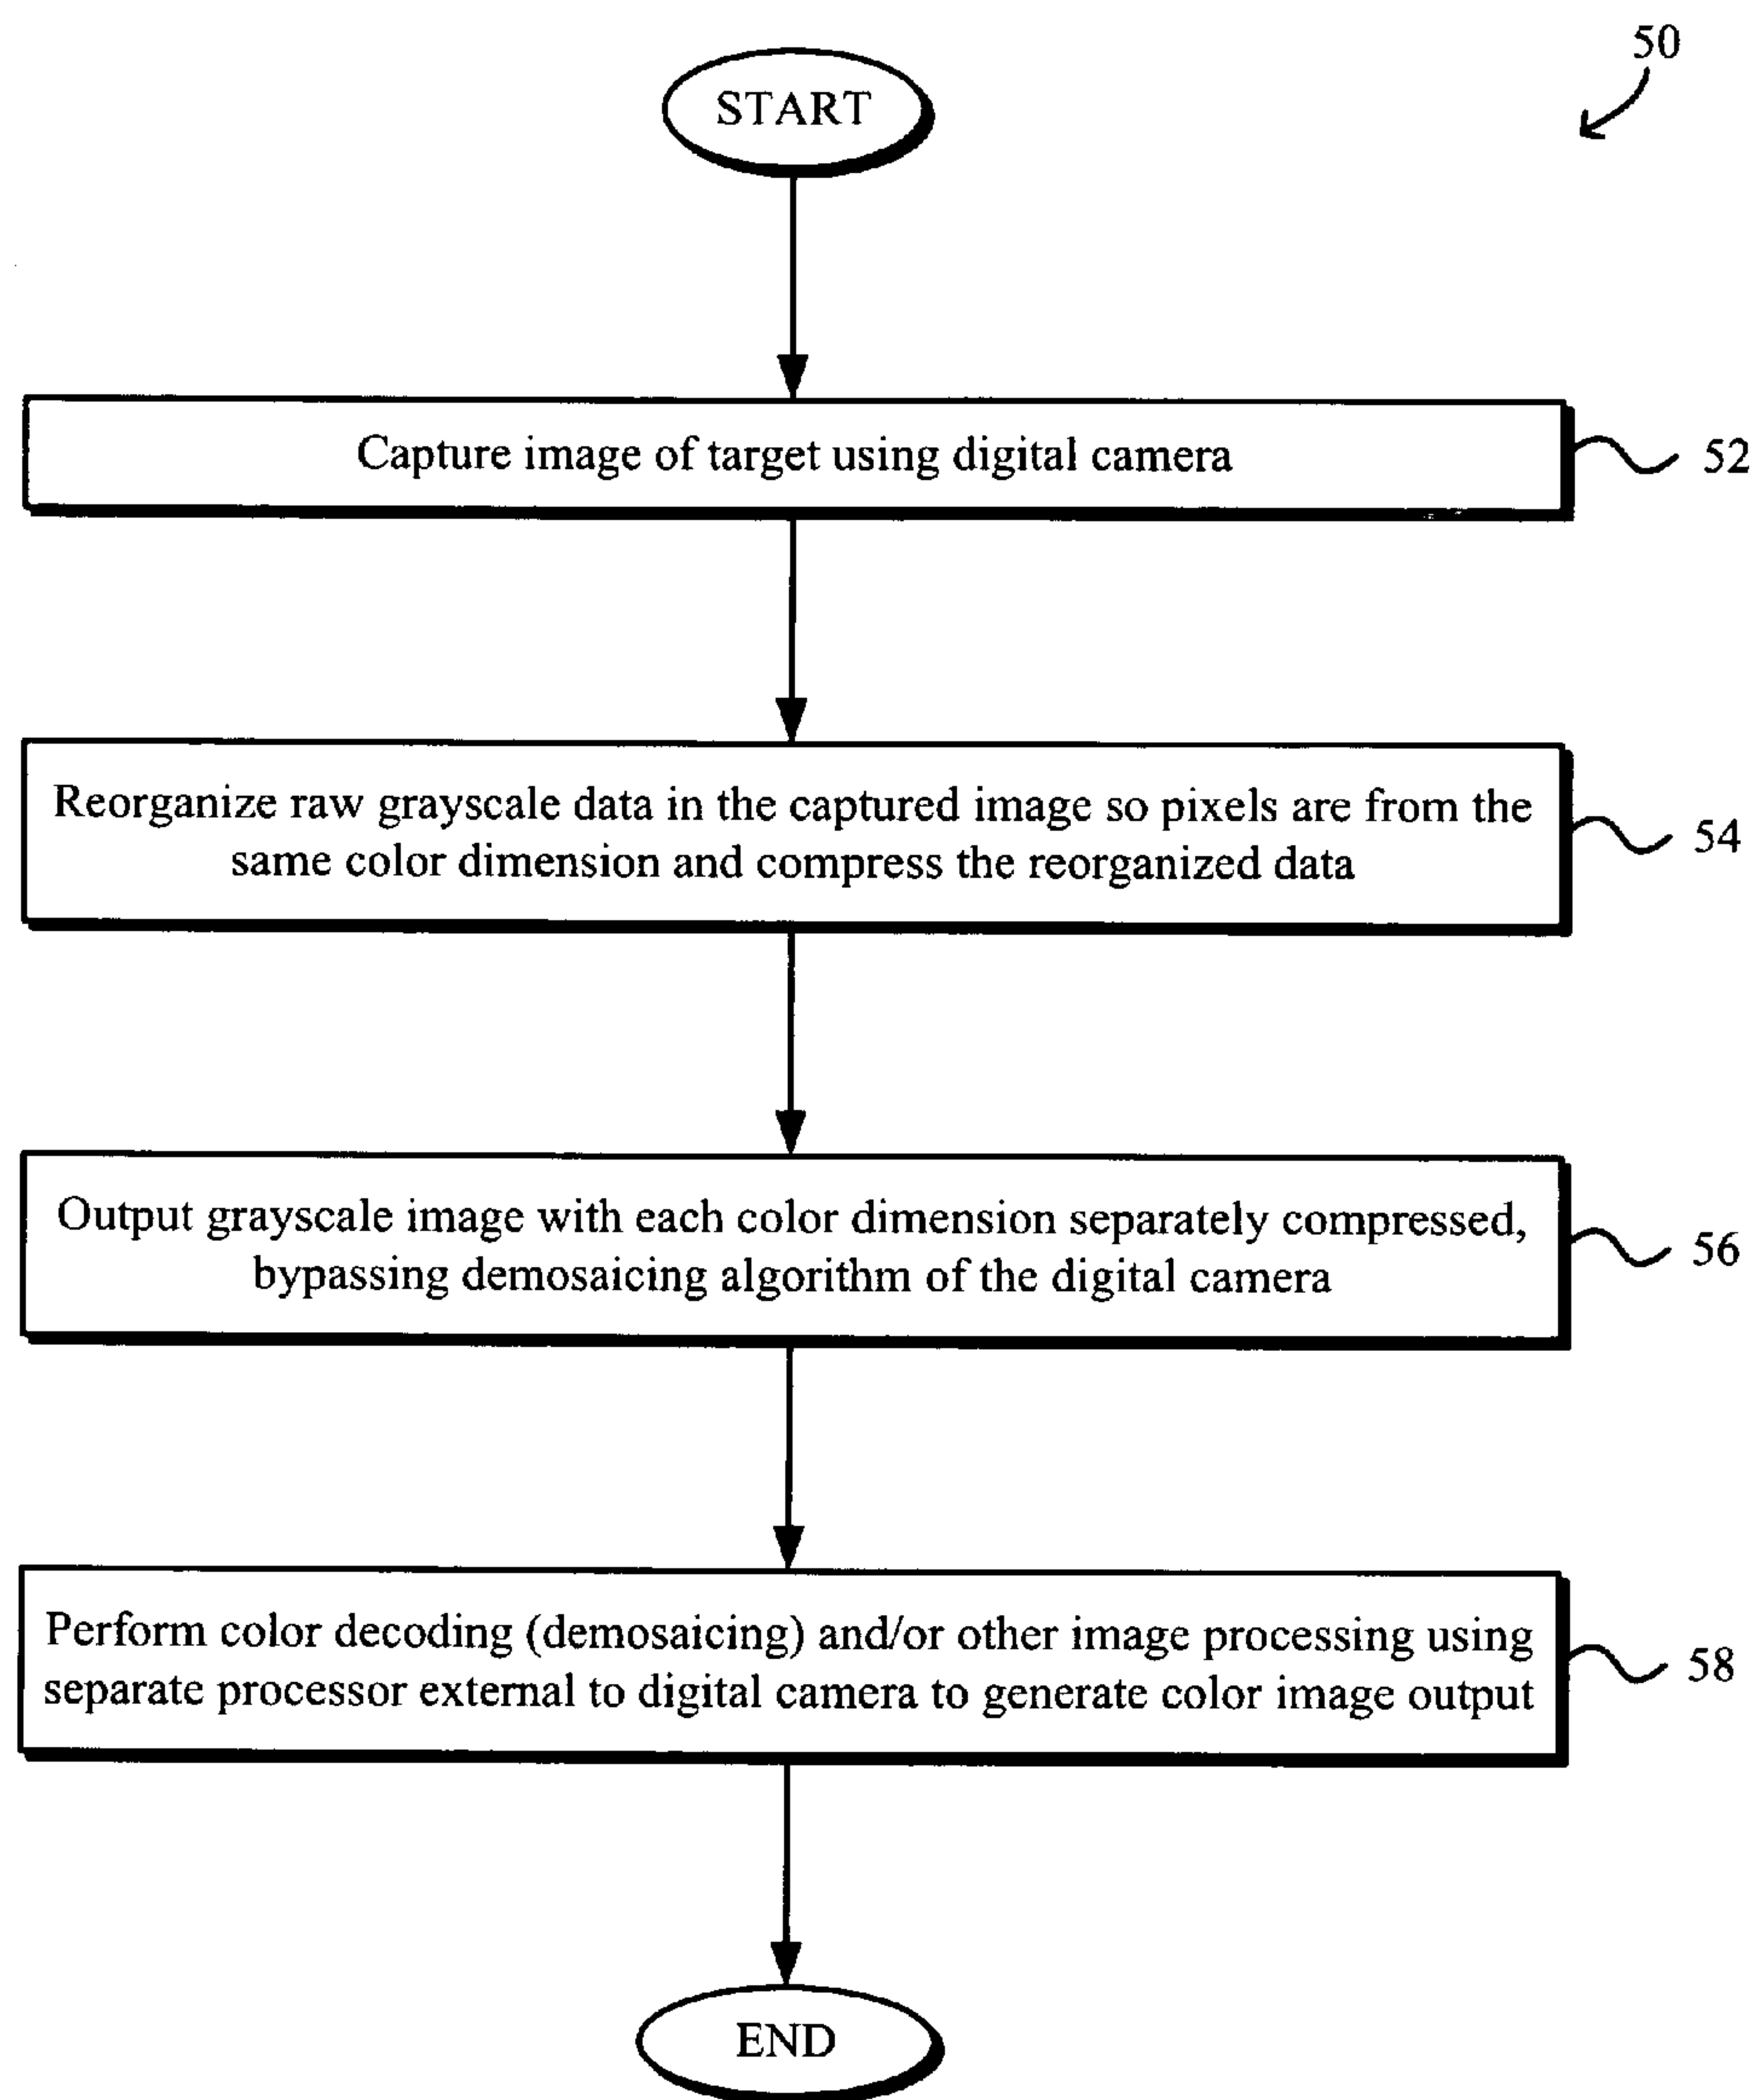 50
START
Capture image of target using digital camera
52
Reorganize raw grayscale data in the captured image so pixels are from the
same color dimension and compress the reorganized data
54
Output grayscale image with each color dimension separately compressed,
bypassing demosaicing algorithm of the digital camera
56
Perform color decoding (demosaicing) and/or other image processing using
separate processor external to digital camera to generate color image output
58
END